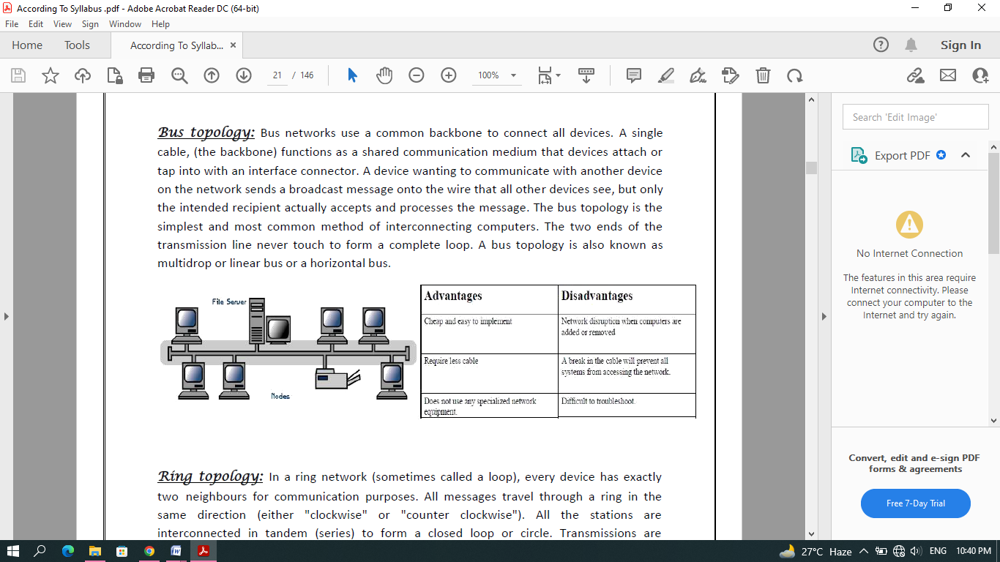 According To Syllabus .pdf - Adobe Acrobat Reader DC (64-bit)
File Edit View Sign Window Help
Home Tools According To Syllab... ×
Sign In
21 / 146
100%
Bus topology: Bus networks use a common backbone to connect all devices. A single
cable, (the backbone) functions as a shared communication medium that devices attach or
tap into with an interface connector. A device wanting to communicate with another device
on the network sends a broadcast message onto the wire that all other devices see, but only
the intended recipient actually accepts and processes the message. The bus topology is the
simplest and most common method of interconnecting computers. The two ends of the
transmission line never touch to form a complete loop. A bus topology is also known as
multidrop or linear bus or a horizontal bus.
File Server
Nodes
Advantages Disadvantages
Cheap and easy to implement
Network disruption when computers are
added or removed
Require less cable
A break in the cable will prevent all
systems from accessing the network.
Does not use any specialized network
equipment.
Difficult to troubleshoot.
Ring topology: In a ring network (sometimes called a loop), every device has exactly
two neighbours for communication purposes. All messages travel through a ring in the
same direction (either "clockwise" or "counter clockwise"). All the stations are
interconnected in tandem (series) to form a closed loop or circle. Transmissions are
Search 'Edit Image'
Export PDF
No Internet Connection
The features in this area require
Internet connectivity. Please
connect your computer to the
Internet and try again.
Convert, edit and e-sign PDF
forms & agreements
Free 7-Day Trial
27°C Haze ENG 10:40 PM